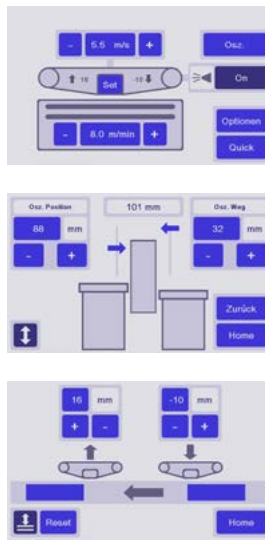 - 5.5 m/s +
Osz.
16 Set -10
On
- 8.0 m/min +
Optionen
Quick
Osz. Position 101 mm Osz. Weg
88 mm 32 mm
- + - +
Zurück
Home
16 mm -10 mm
+ - - +
Reset Home